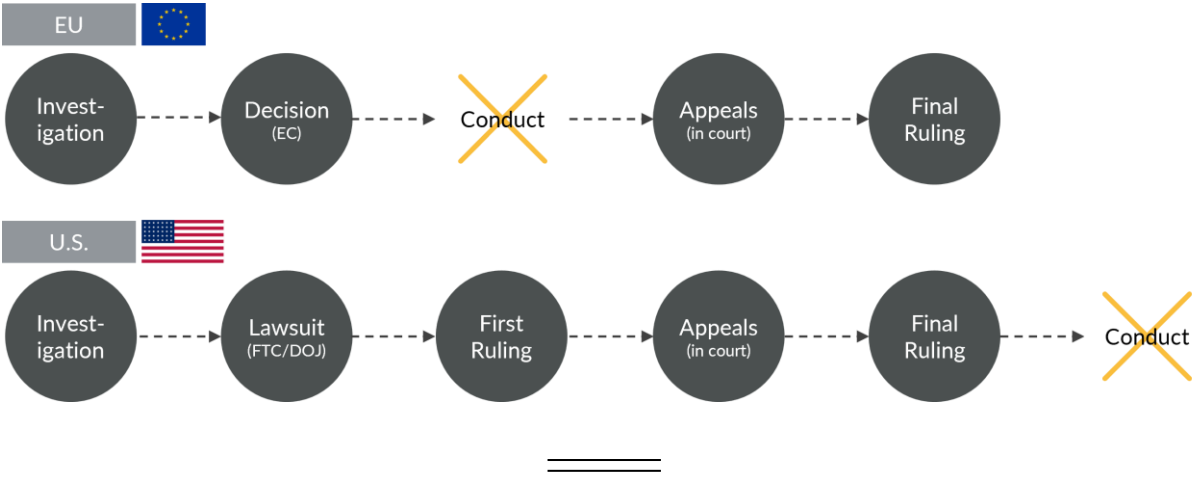 EU
Invest-
igation
Decision
(EC)
Conduct
Appeals
(in court)
Final
Ruling
U.S.
Invest-
igation
Lawsuit
(FTC/DOJ)
First
Ruling
Appeals
(in court)
Final
Ruling
Conduct